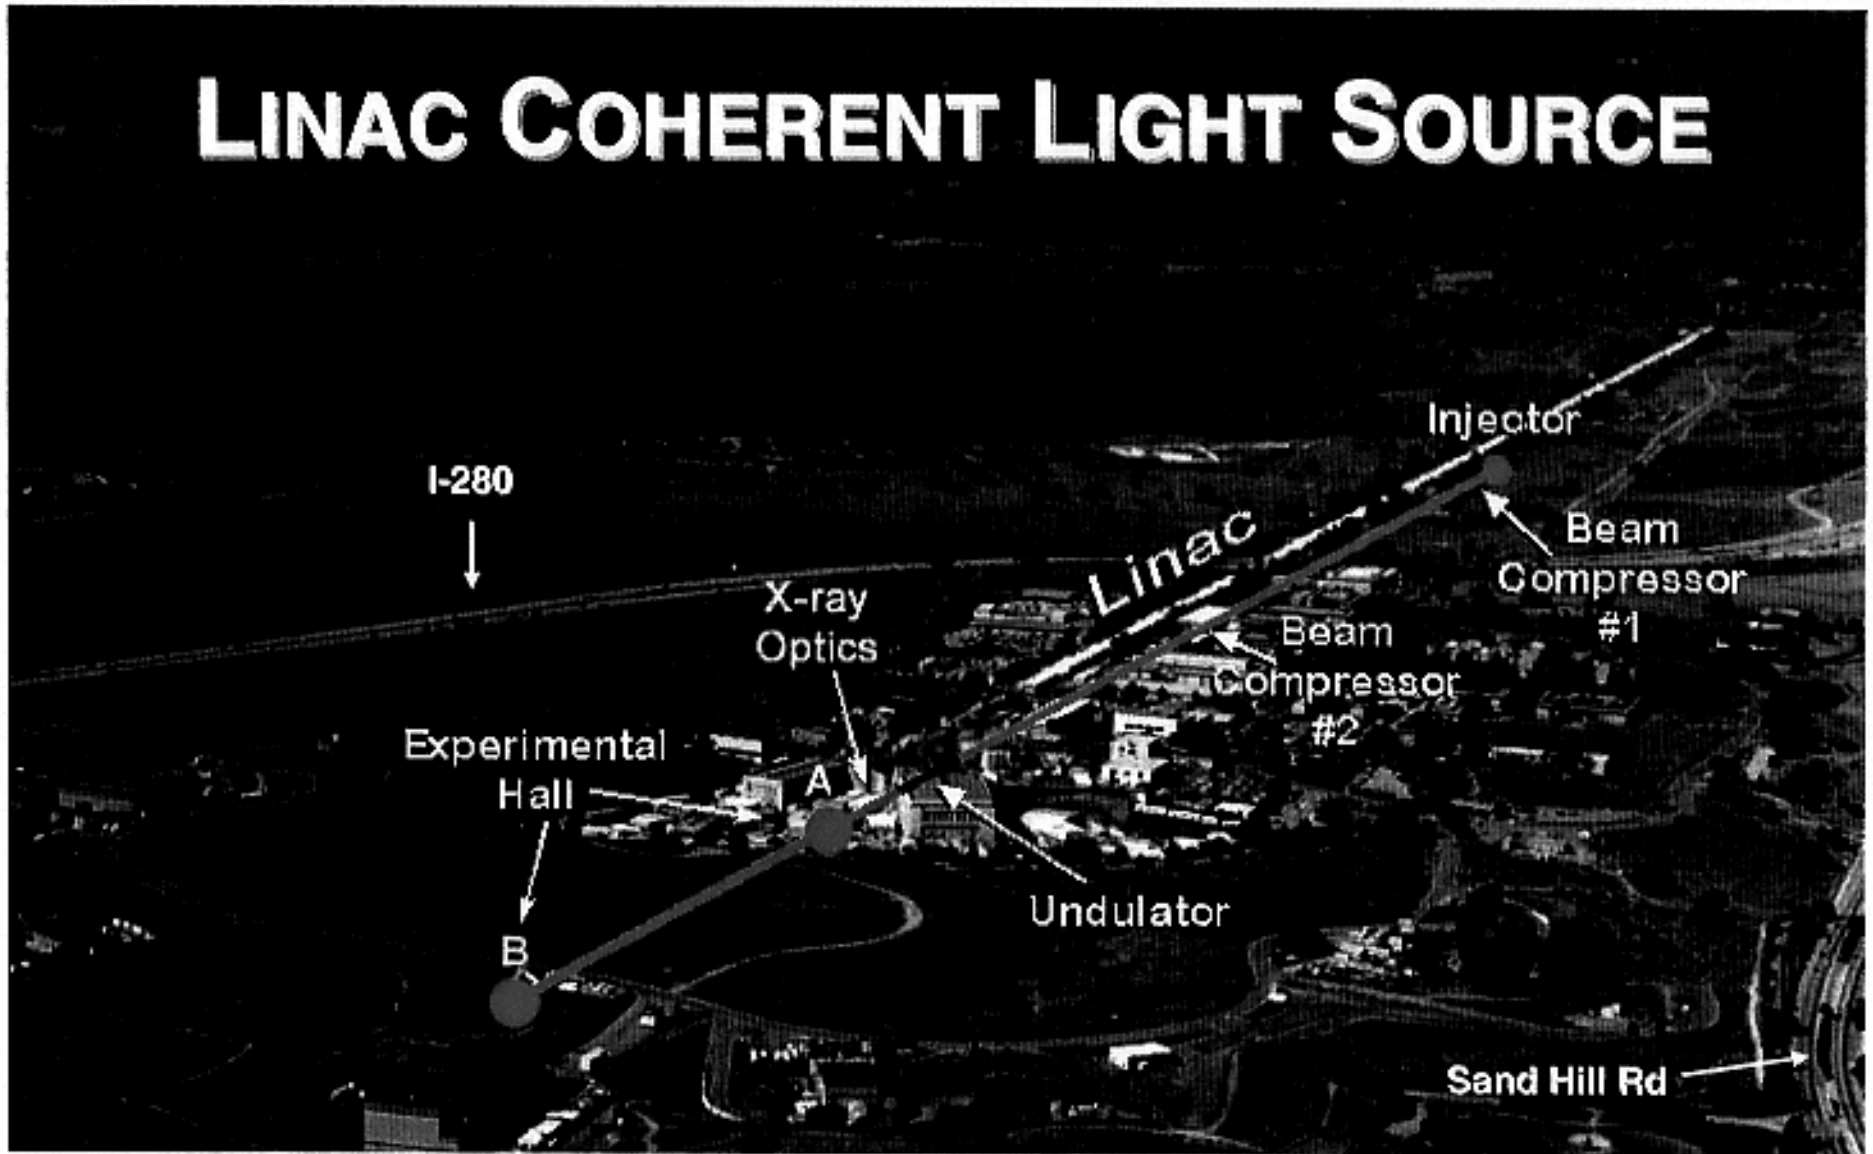 LINAC COHERENT LIGHT SOURCE
Injector
I-280
Beam
Compressor
#1
Linac
X-ray
Optics
Beam
Compressor
#2
Experimental
Hall
A
Undulator
B
Sand Hill Rd